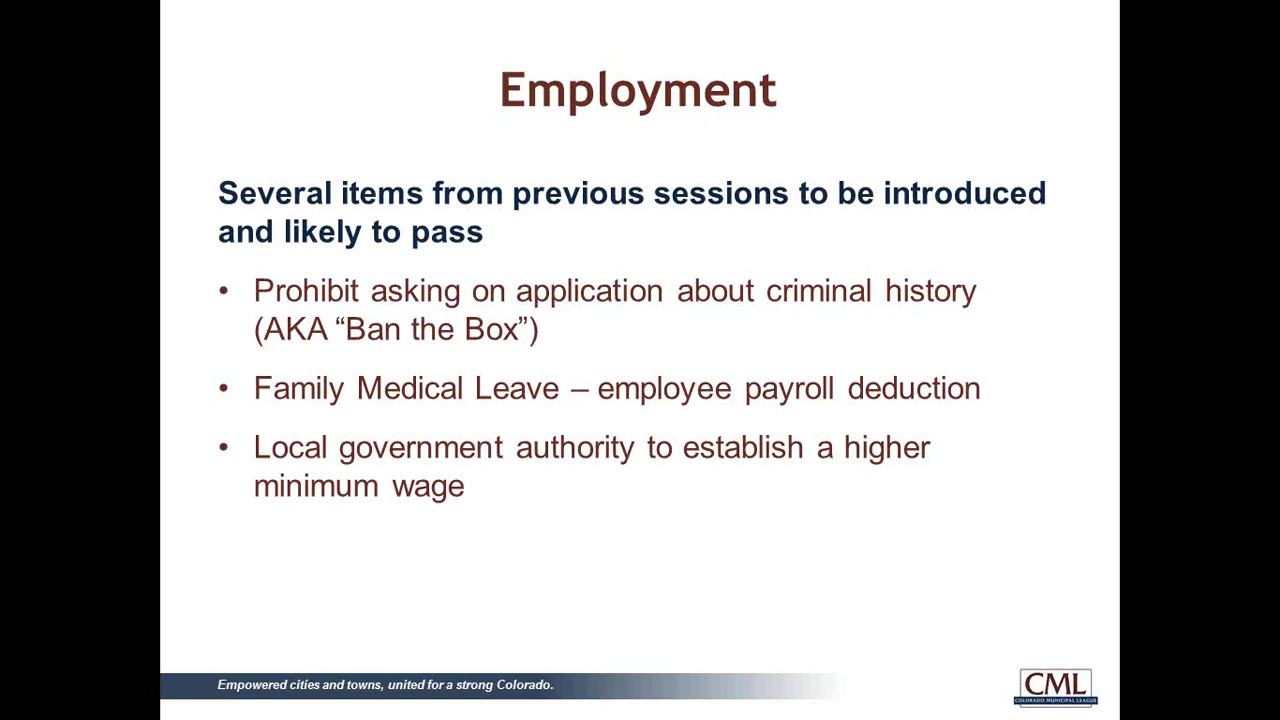 Employment
Several items from previous sessions to be introduced
and likely to pass
• Prohibit asking on application about criminal history
(AKA “Ban the Box”)
• Family Medical Leave – employee payroll deduction
• Local government authority to establish a higher
minimum wage
Empowered cities and towns, united for a strong Colorado.
CML
COLORADO MUNICIPAL LEAGUE